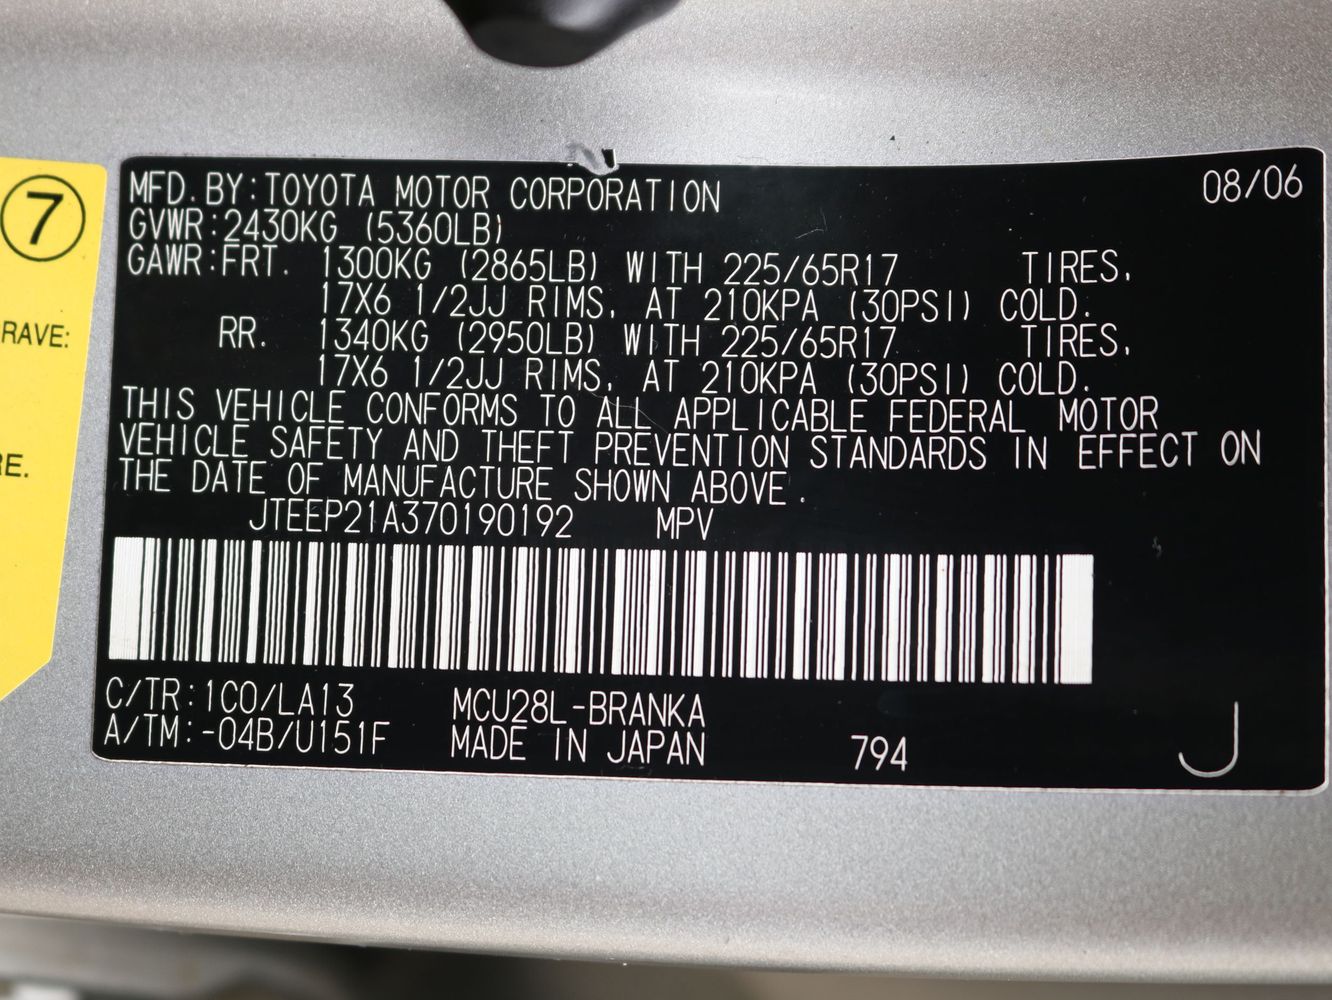 7
RAVE:
RE.
MFD. BY:TOYOTA MOTOR CORPORATION 08/06
GVWR:2430KG (5360LB)
GAWR:FRT. 1300KG (2865LB) WITH 225/65R17 TIRES,
17X6 1/2JJ RIMS, AT 210KPA (30PSI) COLD.
RR. 1340KG (2950LB) WITH 225/65R17 TIRES,
17X6 1/2JJ RIMS, AT 210KPA (30PSI) COLD.
THIS VEHICLE CONFORMS TO ALL APPLICABLE FEDERAL MOTOR
VEHICLE SAFETY AND THEFT PREVENTION STANDARDS IN EFFECT ON
THE DATE OF MANUFACTURE SHOWN ABOVE.
JTEEP21A370190192 MPV
C/TR:1C0/LA13 MCU28L-BRANKA
A/TM:-04B/U151F MADE IN JAPAN 794 J